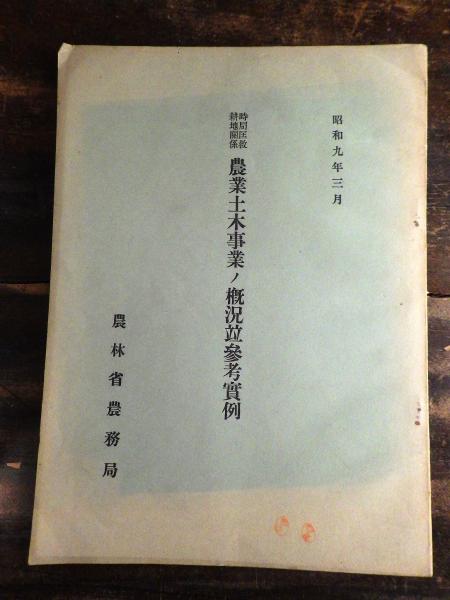 昭和九年三月
時局匡救
耕地關係
農業土木事業ノ概況竝參考實例
農林省農務局